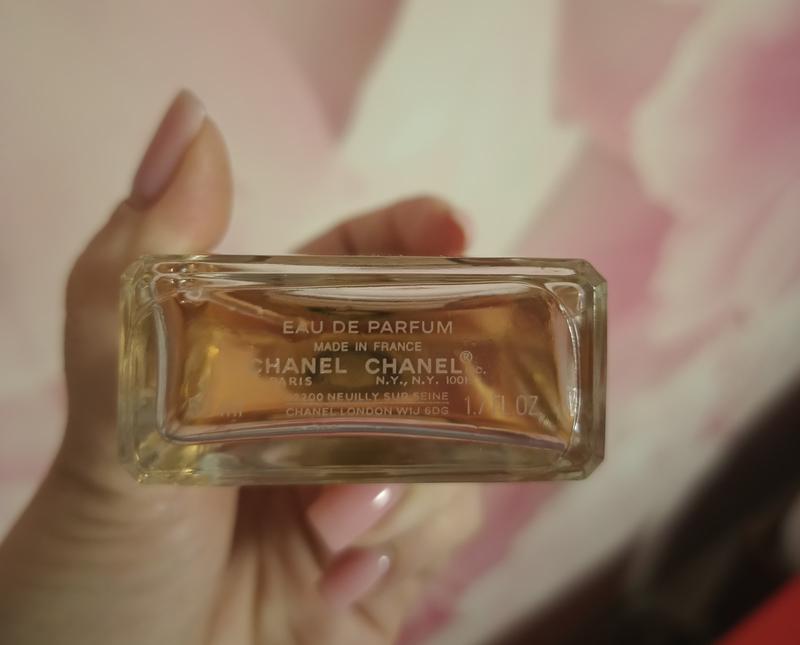 EAU DE PARFUM
MADE IN FRANCE
CHANEL CHANEL®
PARIS N.Y., N.Y.
NEUILLY SUR SEINE
CHANEL LONDON W1J 6DG 1.7 FL OZ